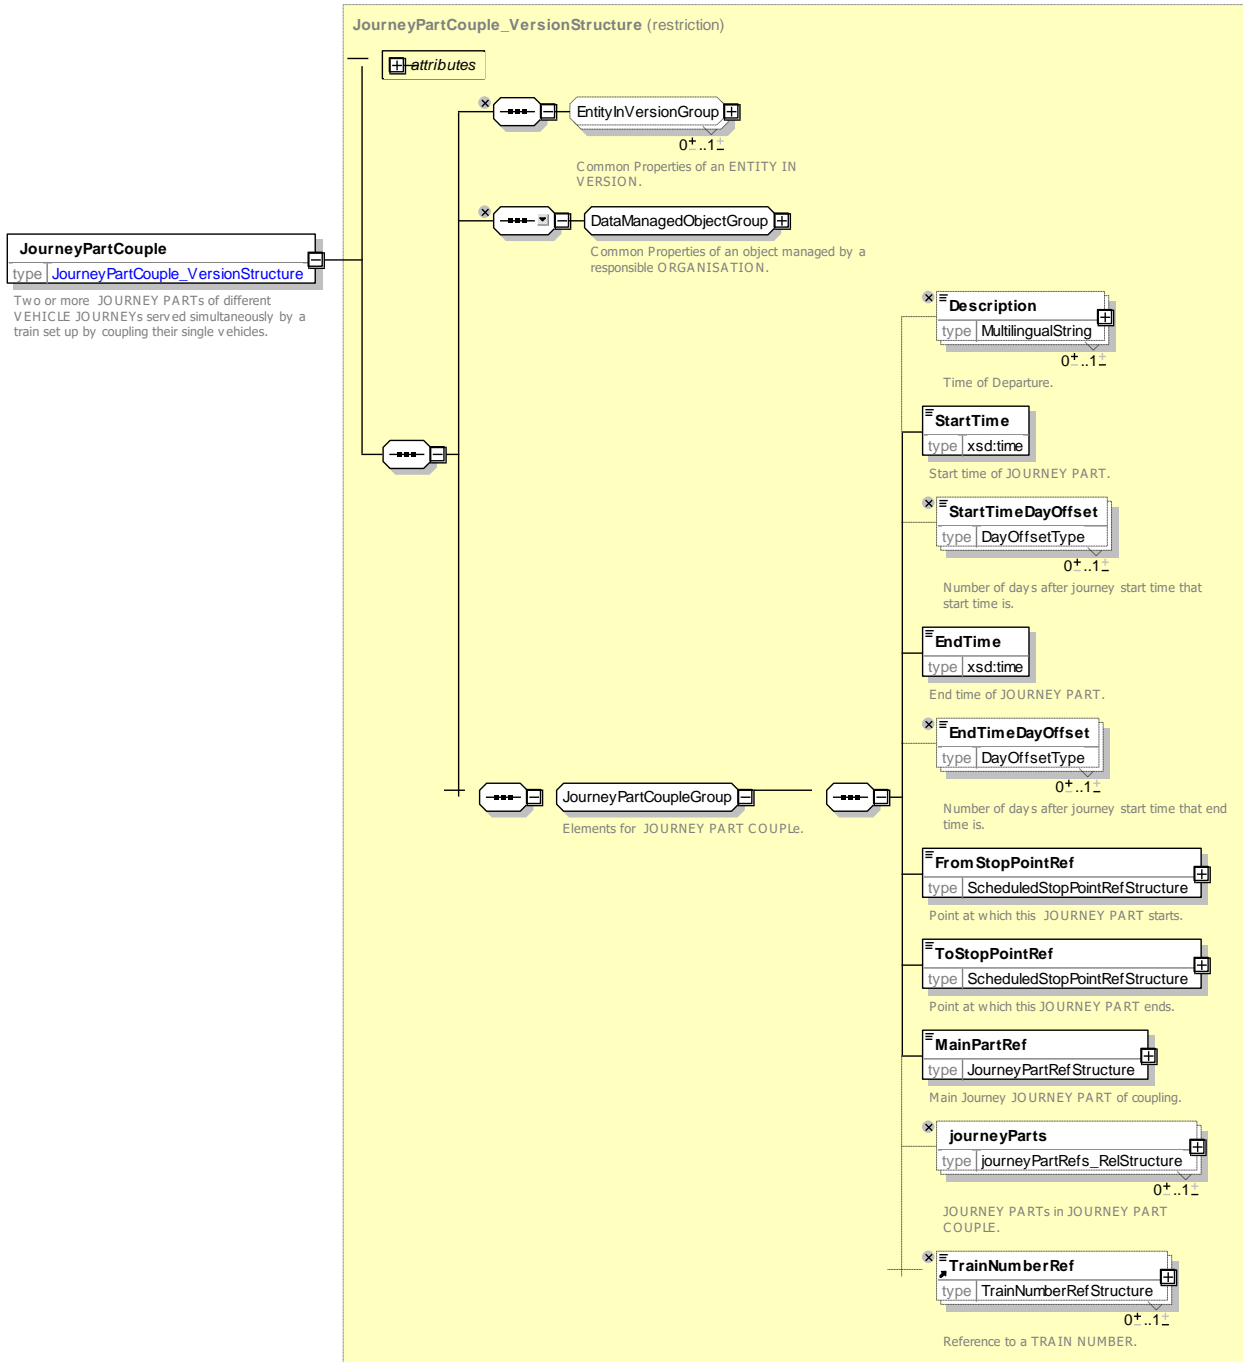 JourneyPartCouple_VersionStructure (restriction)
attributes
EntityInVersionGroup
0..1
Common Properties of an ENTITY IN
VERSION.
DataManagedObjectGroup
Common Properties of an object managed by a
responsible ORGANISATION.
JourneyPartCouple
type JourneyPartCouple_VersionStructure
Two or more JOURNEY PARTs of different
VEHICLE JOURNEYs served simultaneously by a
train set up by coupling their single vehicles.
Description
type MultilingualString
0..1
Time of Departure.
StartTime
type xsd:time
Start time of JOURNEY PART.
StartTimeDayOffset
type DayOffsetType
0..1
Number of days after journey start time that
start time is.
EndTime
type xsd:time
End time of JOURNEY PART.
EndTimeDayOffset
type DayOffsetType
0..1
Number of days after journey start time that end
time is.
JourneyPartCoupleGroup
Elements for JOURNEY PART COUPLe.
FromStopPointRef
type ScheduledStopPointRefStructure
Point at which this JOURNEY PART starts.
ToStopPointRef
type ScheduledStopPointRefStructure
Point at which this JOURNEY PART ends.
MainPartRef
type JourneyPartRefStructure
Main Journey JOURNEY PART of coupling.
journeyParts
type journeyPartRefs_RelStructure
0..1
JOURNEY PARTs in JOURNEY PART
COUPLE.
TrainNumberRef
type TrainNumberRefStructure
0..1
Reference to a TRAIN NUMBER.